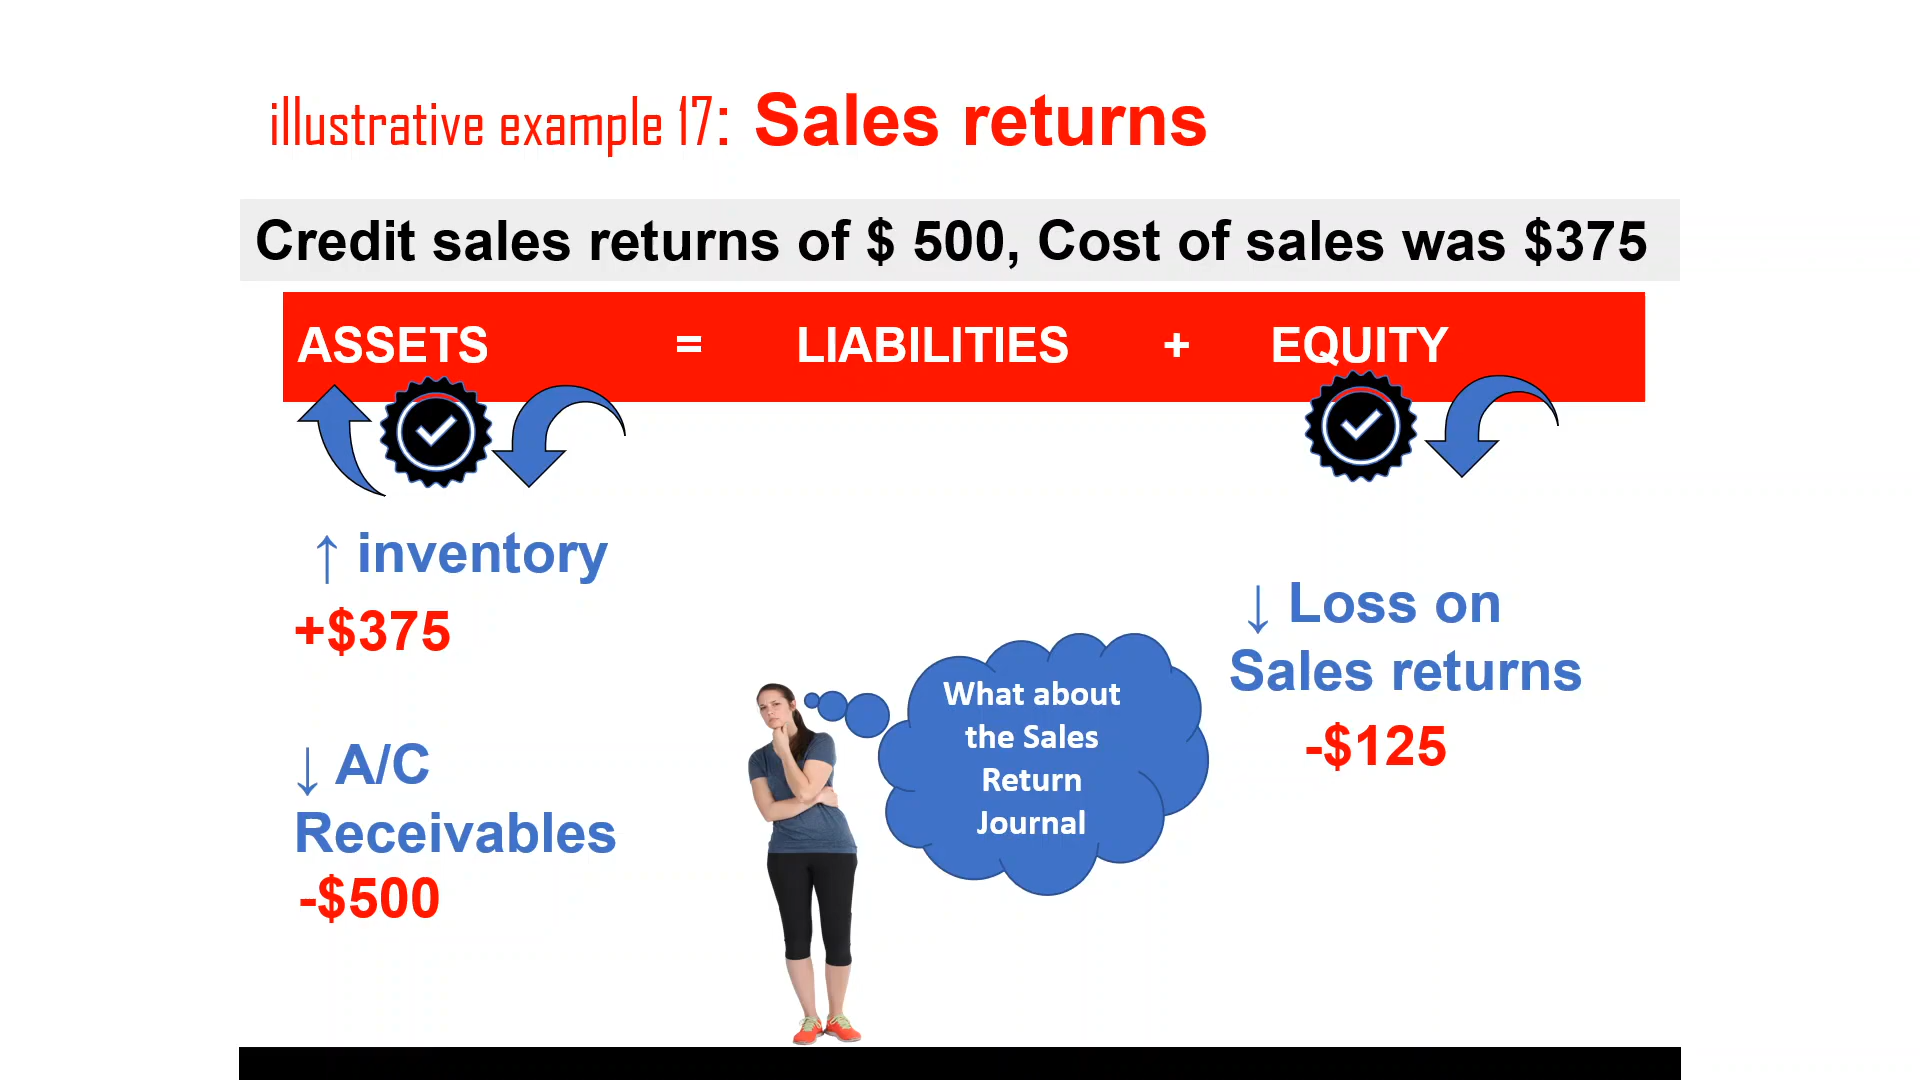 illustrative example 17: Sales returns
Credit sales returns of $ 500, Cost of sales was $375
ASSETS = LIABILITIES + EQUITY
↑ inventory
+$375
↓ A/C
Receivables
-$500
What about
the Sales
Return
Journal
↓ Loss on
Sales returns
-$125